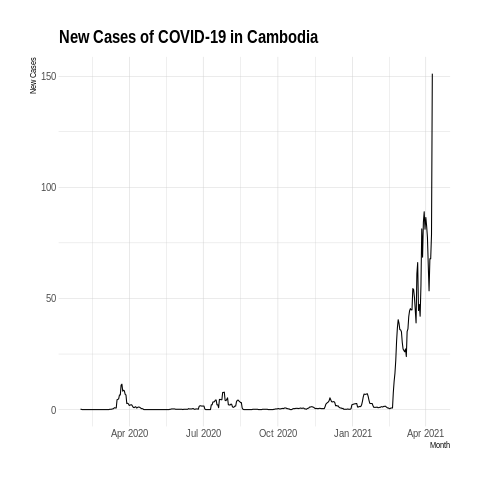 New Cases of COVID-19 in Cambodia
New Cases
150
100
50
0
Apr 2020 Jul 2020 Oct 2020 Jan 2021 Apr 2021
Month